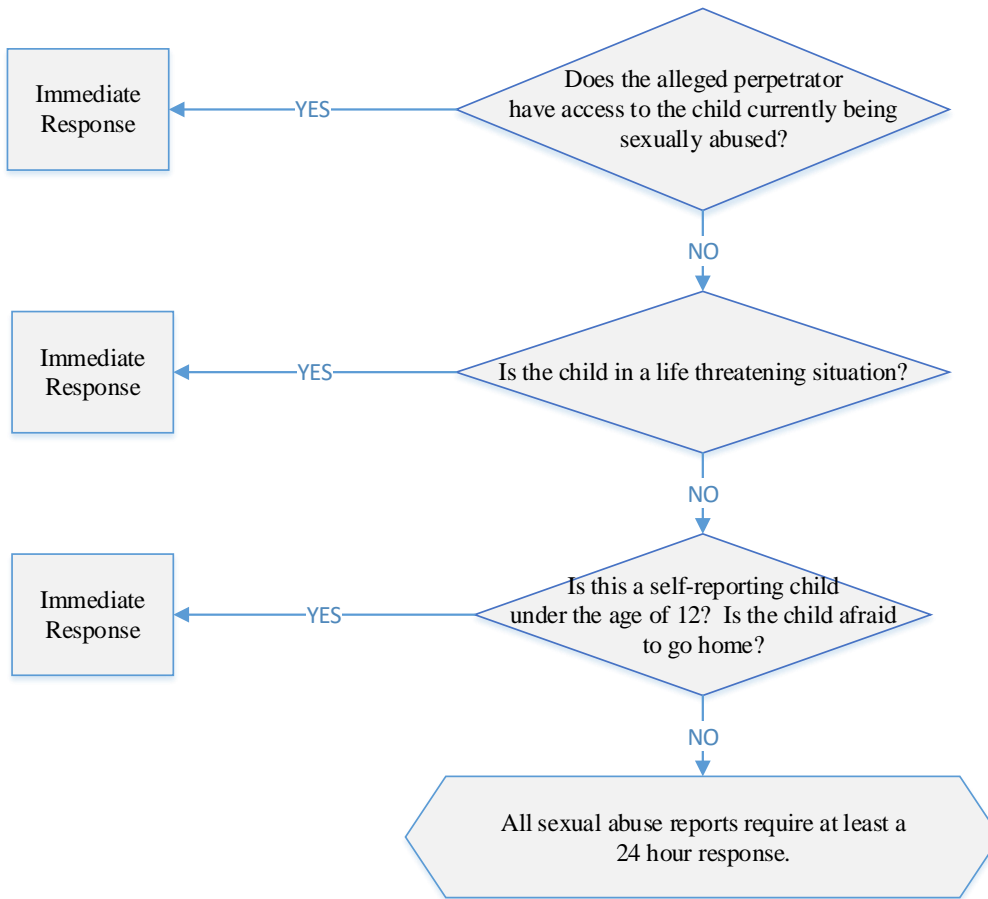 Does the alleged perpetrator
have access to the child currently being
sexually abused?
YES
Immediate
Response
NO
Is the child in a life threatening situation?
YES
Immediate
Response
NO
Is this a self-reporting child
under the age of 12?  Is the child afraid
to go home?
YES
Immediate
Response
NO
All sexual abuse reports require at least a
24 hour response.